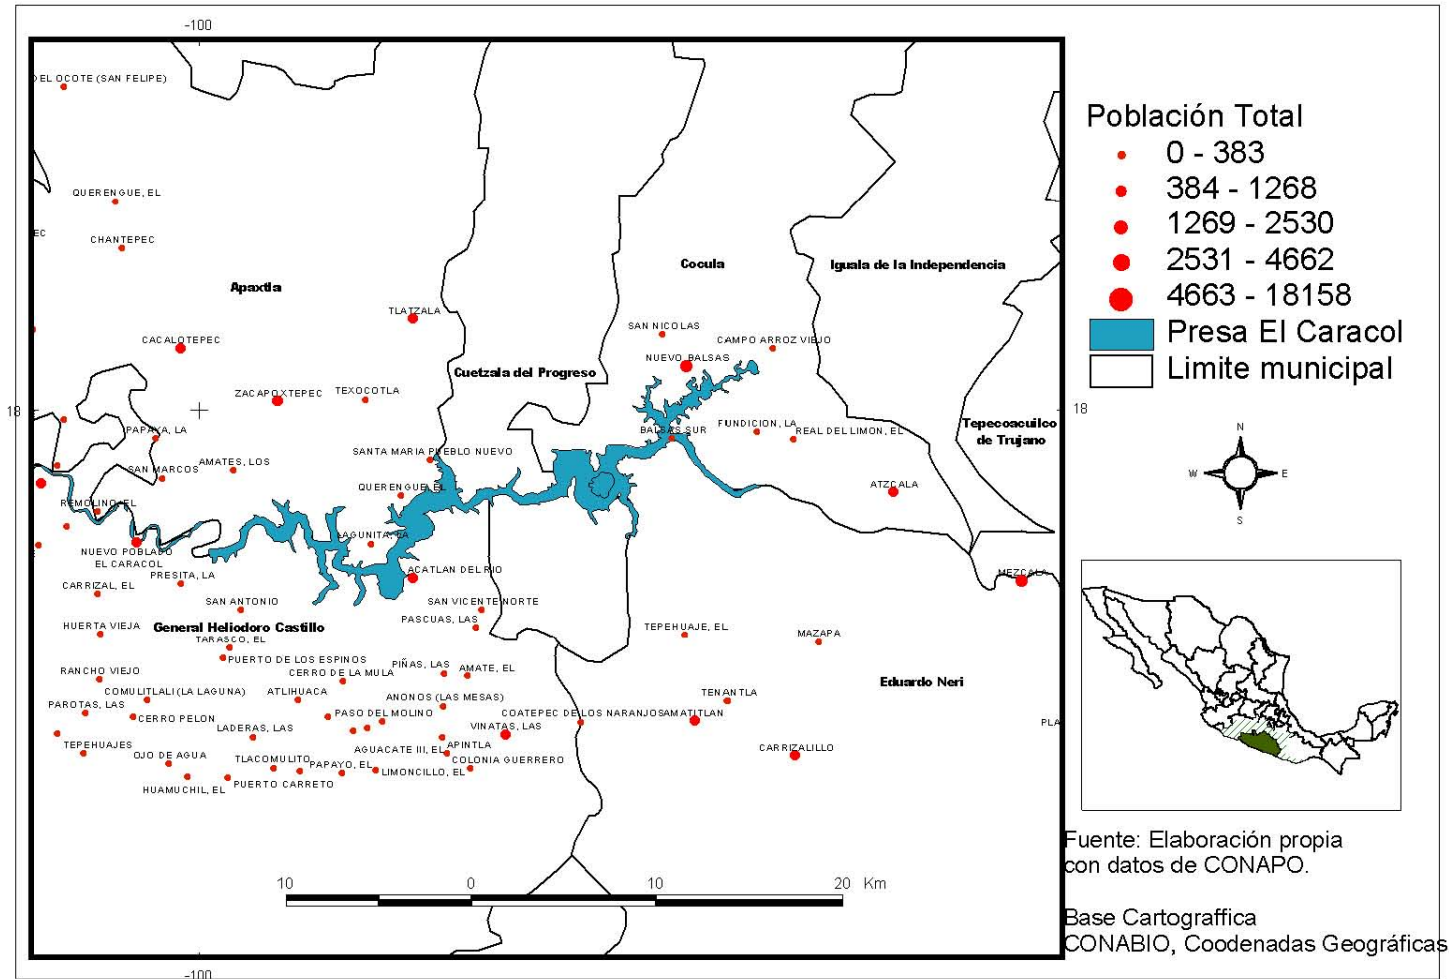 -100
DEL OCOTE (SAN FELIPE)
QUERENGUE, EL
EC
CHANTEPEC
Apaxtla
Cocula
Iguala de la Independencia
TLATZALA
SAN NICOLAS
CACALOTEPEC
CAMPO ARROZ VIEJO
NUEVO BALSAS
Cuetzala del Progreso
ZACAPOXTEPEC
TEXOCOTLA
18
18
PAPAYA, LA
BALSAS SUR
FUNDICION, LA
REAL DEL LIMON, EL
Tepecoacuilco
de Trujano
SANTA MARIA PUEBLO NUEVO
SAN MARCOS
AMATES, LOS
QUERENGUE, EL
ATZCALA
REMOLINO, EL
LAGUNITA, LA
NUEVO POBLADO
EL CARACOL
ACATLAN DEL RIO
MEZCALA
PRESITA, LA
CARRIZAL, EL
SAN ANTONIO
SAN VICENTE NORTE
PASCUAS, LAS
HUERTA VIEJA
General Heliodoro Castillo
TEPEHUAJE, EL
MAZAPA
TARASCO, EL
PUERTO DE LOS ESPINOS
RANCHO VIEJO
CERRO DE LA MULA
PIÑAS, LAS
AMATE, EL
Eduardo Neri
COMULITLALI (LA LAGUNA)
ATLIHUACA
ANONOS (LAS MESAS)
TENANTLA
PAROTAS, LAS
CERRO PELON
PASO DEL MOLINO
COATEPEC DE LOS NARANJOS
AMATITLAN
PLA
LADERAS, LAS
VINATAS, LAS
TEPEHUAJES
OJO DE AGUA
AGUACATE III, EL
APINTLA
CARRIZALILLO
TLACOMULITO
PAPAYO, EL
COLONIA GUERRERO
LIMONCILLO, EL
HUAMUCHIL, EL
PUERTO CARRETO
10 0 10 20 Km
-100
Población Total
0 - 383
384 - 1268
1269 - 2530
2531 - 4662
4663 - 18158
Presa El Caracol
Limite municipal
N
W E
S
Fuente: Elaboración propia
con datos de CONAPO.
Base Cartograffica
CONABIO, Coodenadas Geográficas